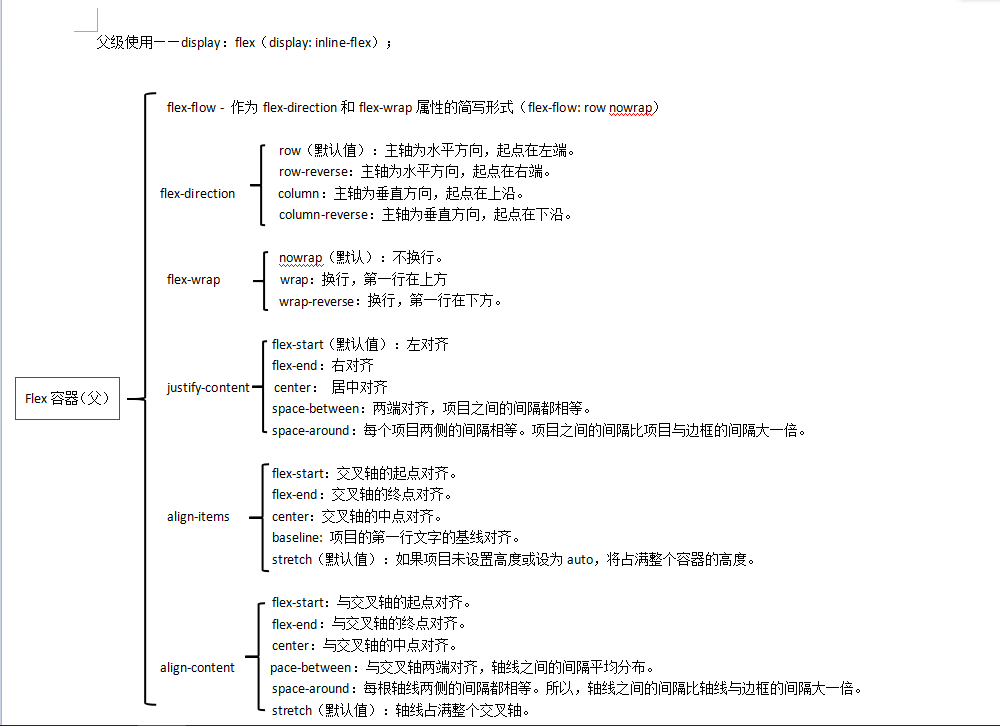 父级使用——display：flex（display: inline-flex）；
flex-flow - 作为 flex-direction 和 flex-wrap 属性的简写形式（flex-flow: row nowrap）
flex-direction
row（默认值）：主轴为水平方向，起点在左端。
row-reverse：主轴为水平方向，起点在右端。
column：主轴为垂直方向，起点在上沿。
column-reverse：主轴为垂直方向，起点在下沿。
flex-wrap
nowrap（默认）：不换行。
wrap：换行，第一行在上方
wrap-reverse：换行，第一行在下方。
Flex 容器（父）
justify-content
flex-start（默认值）：左对齐
flex-end：右对齐
center： 居中对齐
space-between：两端对齐，项目之间的间隔都相等。
space-around：每个项目两侧的间隔相等。项目之间的间隔比项目与边框的间隔大一倍。
align-items
flex-start：交叉轴的起点对齐。
flex-end：交叉轴的终点对齐。
center：交叉轴的中点对齐。
baseline: 项目的第一行文字的基线对齐。
stretch（默认值）：如果项目未设置高度或设为 auto，将占满整个容器的高度。
align-content
flex-start：与交叉轴的起点对齐。
flex-end：与交叉轴的终点对齐。
center：与交叉轴的中点对齐。
pace-between：与交叉轴两端对齐，轴线之间的间隔平均分布。
space-around：每根轴线两侧的间隔都相等。所以，轴线之间的间隔比轴线与边框的间隔大一倍。
stretch（默认值）：轴线占满整个交叉轴。